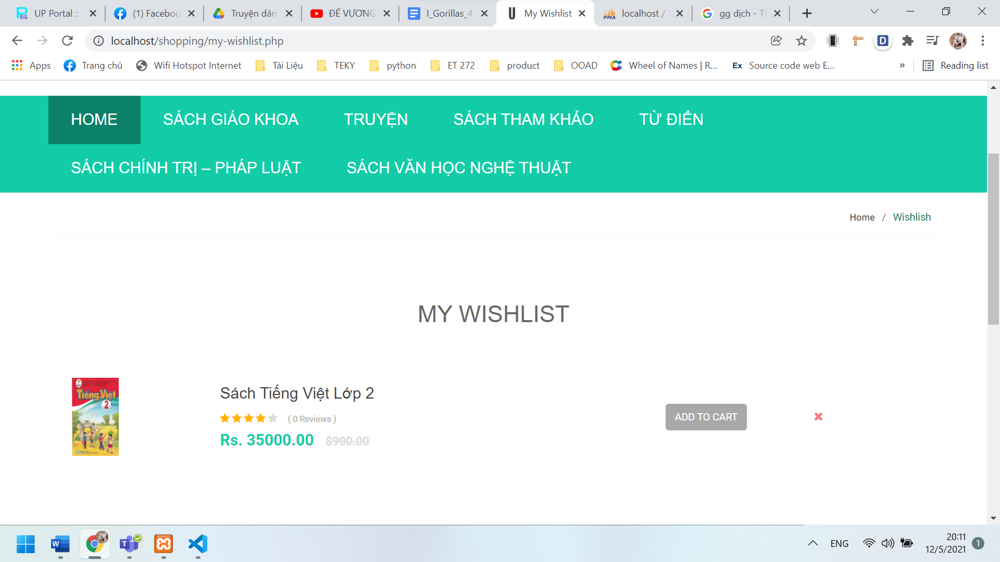 UP Portal ::
(1) Faceboo
Truyện dân
ĐẾ VƯƠNG
I_Gorillas_4
My Wishlist
localhost /
gg dịch - Tì
localhost/shopping/my-wishlist.php
Apps
Trang chủ
Wifi Hotspot Internet
Tài Liệu
TEKY
python
ET 272
product
OOAD
Wheel of Names | R...
Ex Source code web E...
»
Reading list
HOME
SÁCH GIÁO KHOA
TRUYỆN
SÁCH THAM KHẢO
TỪ ĐIỂN
SÁCH CHÍNH TRỊ – PHÁP LUẬT
SÁCH VĂN HỌC NGHỆ THUẬT
Home / Wishlish
MY WISHLIST
Tiếng Việt
2
Sách Tiếng Việt Lớp 2
( 0 Reviews )
Rs. 35000.00 $900.00
ADD TO CART
ENG
20:11
12/5/2021
1